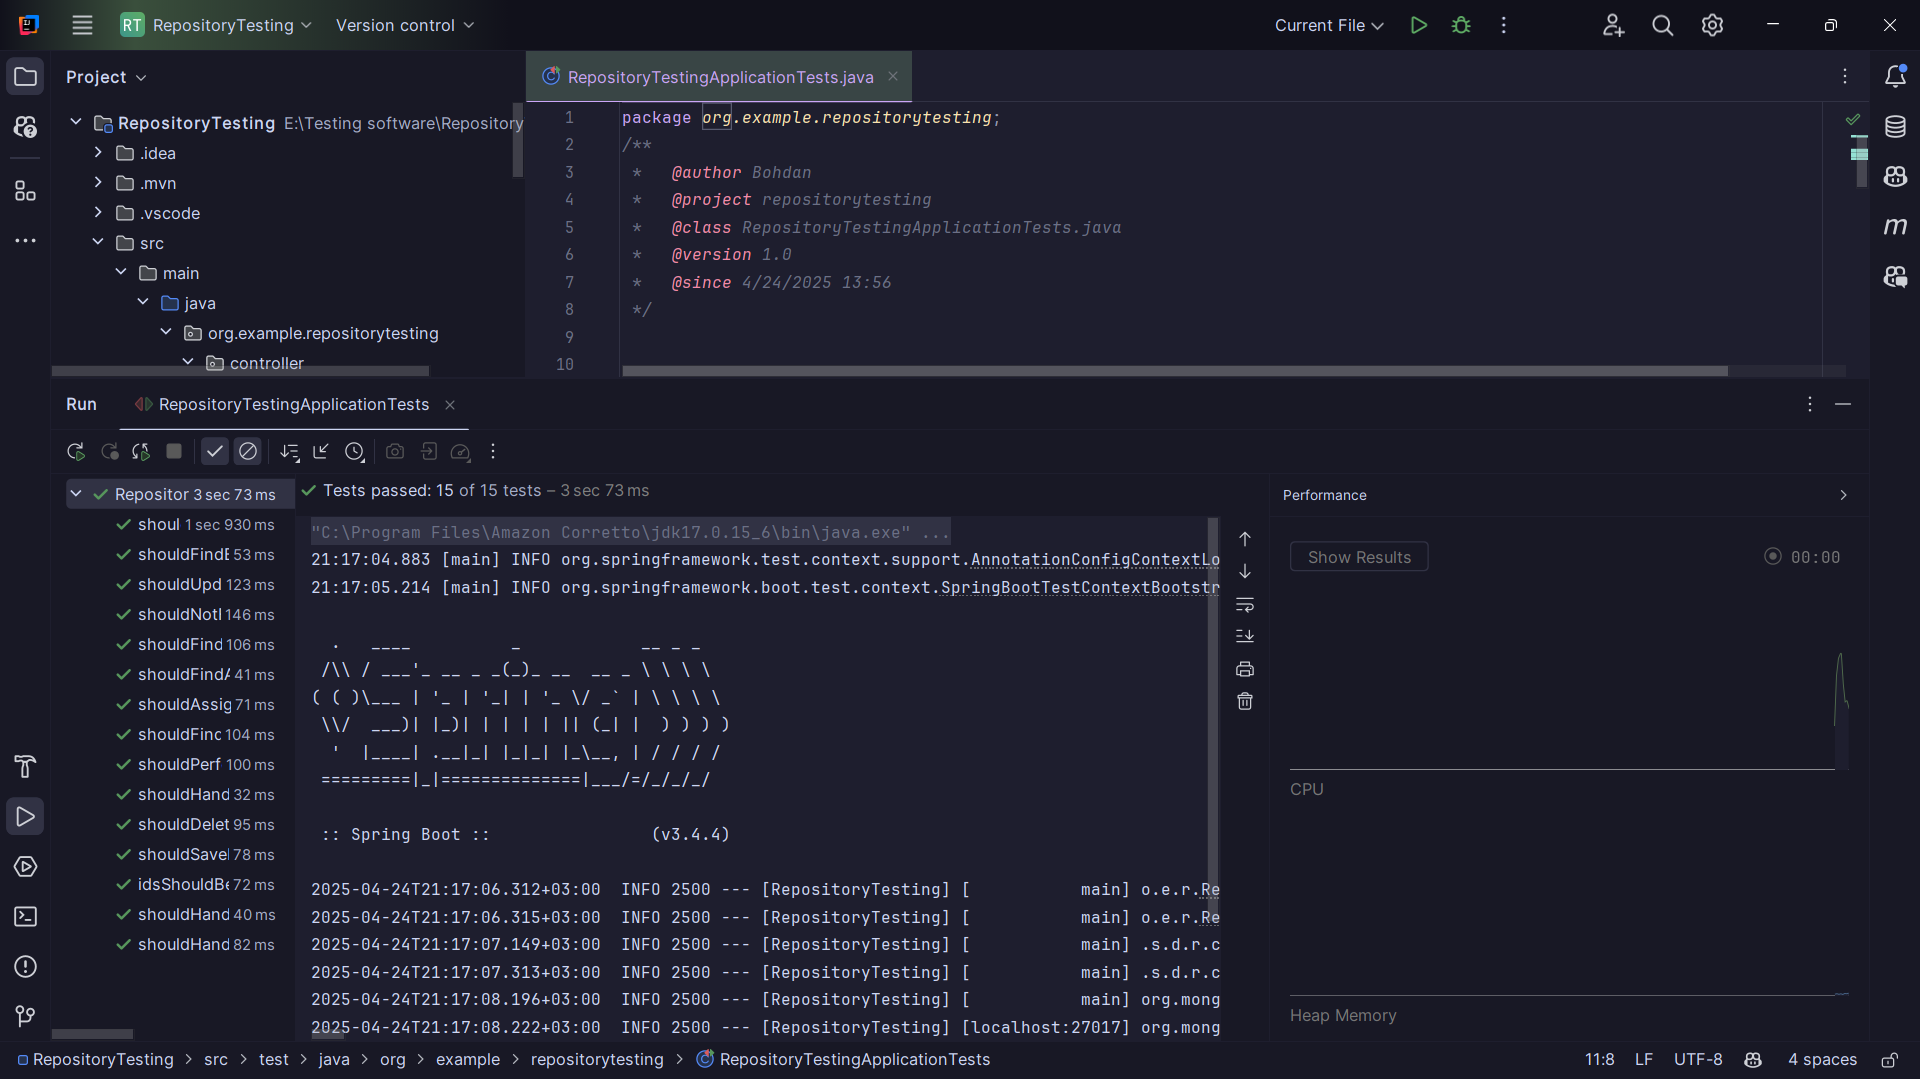 RT RepositoryTesting Version control Current File
Project
RepositoryTesting E:\Testing software\Repository
.idea
.mvn
.vscode
src
main
java
org.example.repositorytesting
controller
RepositoryTestingApplicationTests.java
1 package org.example.repositorytesting;
2 /**
3 * @author Bohdan
4 * @project repositorytesting
5 * @class RepositoryTestingApplicationTests.java
6 * @version 1.0
7 * @since 4/24/2025 13:56
8 */
9
10
Run RepositoryTestingApplicationTests
Repositor 3 sec 73 ms
shoul 1 sec 930 ms
shouldFindE 53 ms
shouldUpd 123 ms
shouldNotI 146 ms
shouldFind 106 ms
shouldFindA 41 ms
shouldAssig 71 ms
shouldFinc 104 ms
shouldPerf 100 ms
shouldHand 32 ms
shouldDelet 95 ms
shouldSave 78 ms
idsShouldBe 72 ms
shouldHand 40 ms
shouldHand 82 ms
Tests passed: 15 of 15 tests – 3 sec 73 ms
"C:\Program Files\Amazon Corretto\jdk17.0.15_6\bin\java.exe" ...
21:17:04.883 [main] INFO org.springframework.test.context.support.AnnotationConfigContextLo
21:17:05.214 [main] INFO org.springframework.boot.test.context.SpringBootTestContextBootstr
  .   ____          _            __ _ _
 /\\ / ___'_ __ _ _(_)_ __  __ _ \ \ \ \
( ( )\___ | '_ | '_| | '_ \/ _` | \ \ \ \
 \\/  ___)| |_)| | | | | || (_| |  ) ) ) )
  '  |____| .__|_| |_|_| |_\__, | / / / /
 =========|_|==============|___/=/_/_/_/
:: Spring Boot :: (v3.4.4)
2025-04-24T21:17:06.312+03:00 INFO 2500 --- [RepositoryTesting] [ main] o.e.r.Re
2025-04-24T21:17:06.315+03:00 INFO 2500 --- [RepositoryTesting] [ main] o.e.r.Re
2025-04-24T21:17:07.149+03:00 INFO 2500 --- [RepositoryTesting] [ main] .s.d.r.c
2025-04-24T21:17:07.313+03:00 INFO 2500 --- [RepositoryTesting] [ main] .s.d.r.c
2025-04-24T21:17:08.196+03:00 INFO 2500 --- [RepositoryTesting] [ main] org.mong
2025-04-24T21:17:08.222+03:00 INFO 2500 --- [RepositoryTesting] [localhost:27017] org.mong
Performance
Show Results 00:00
CPU
Heap Memory
RepositoryTesting > src > test > java > org > example > repositorytesting > RepositoryTestingApplicationTests
11:8 LF UTF-8 4 spaces